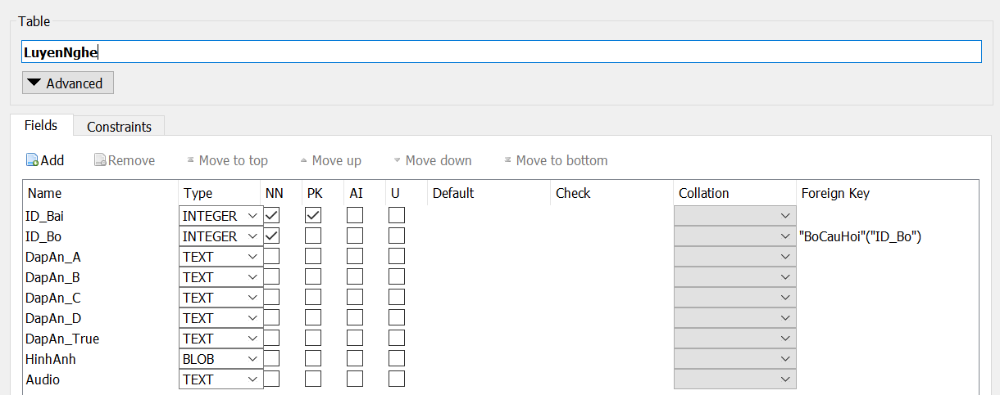 Table
LuyenNghe
Advanced
Fields Constraints
Add Remove Move to top Move up Move down Move to bottom
Name Type NN PK AI U Default Check Collation Foreign Key
ID_Bai INTEGER
ID_Bo INTEGER "BoCauHoi"("ID_Bo")
DapAn_A TEXT
DapAn_B TEXT
DapAn_C TEXT
DapAn_D TEXT
DapAn_True TEXT
HinhAnh BLOB
Audio TEXT